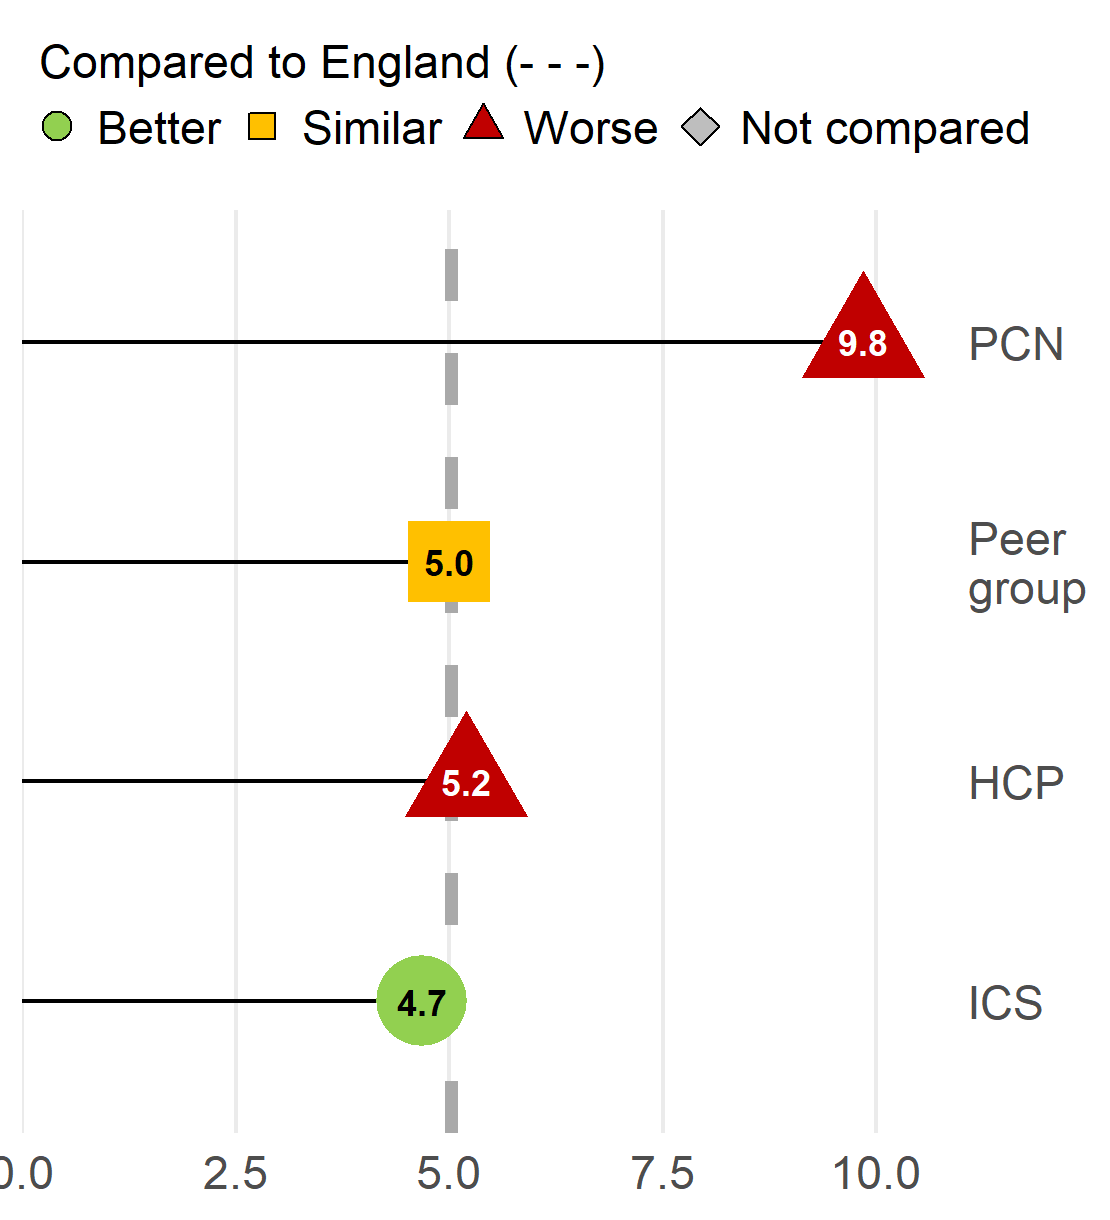 Compared to England (- - -)
Better Similar Worse Not compared
9.8 PCN
5.0 Peer
group
5.2 HCP
4.7 ICS
0.0 2.5 5.0 7.5 10.0